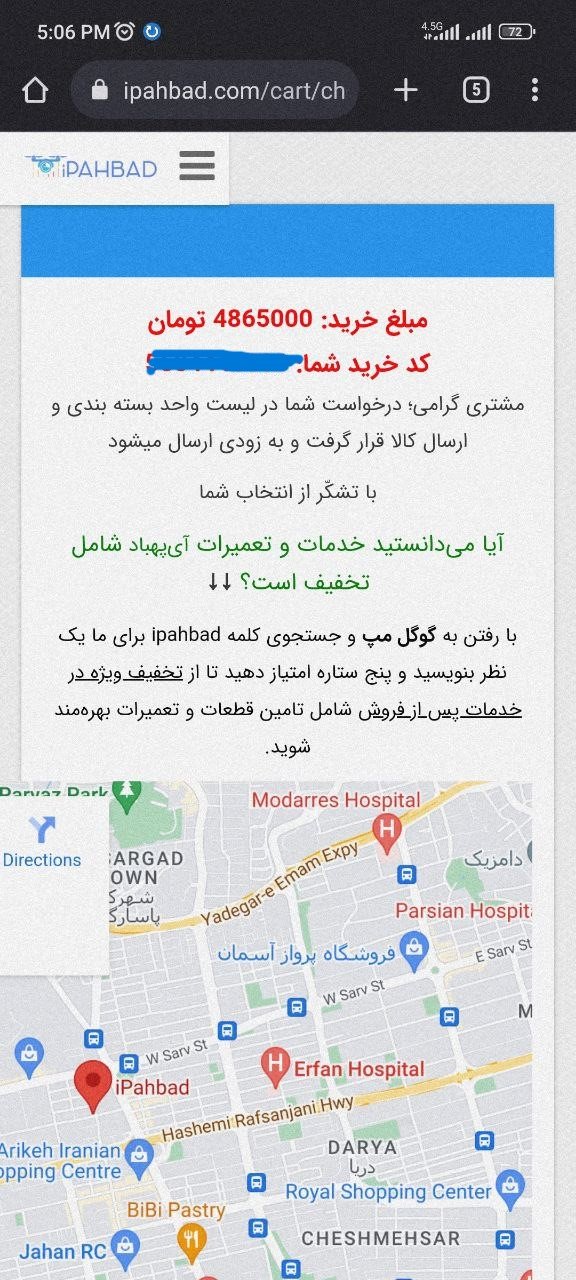 5:06 PM
4.5G
72
ipahbad.com/cart/ch
5
iPAHBAD
مبلغ خرید: 4865000 تومان
کد خرید شما:
مشتری گرامی؛ درخواست شما در لیست واحد بسته بندی و
ارسال کالا قرار گرفت و به زودی ارسال میشود
با تشکّر از انتخاب شما
آیا می‌دانستید خدمات و تعمیرات آی‌پهباد شامل
تخفیف است؟ ↓↓
با رفتن به گوگل مپ و جستجوی کلمه ipahbad برای ما یک
نظر بنویسید و پنج ستاره امتیاز دهید تا از تخفیف ویژه در
خدمات پس از فروش شامل تامین قطعات و تعمیرات بهره‌مند
شوید.
Parvaz Park
Modarres Hospital
Directions
SARGAD
OWN
شهرک
پاسارگ
Yadegar-e Emam Expy
دامزیک
Parsian Hospit
فروشگاه پرواز آسمان
E Sarv St
W Sarv St
M
W Sarv St
iPahbad
Erfan Hospital
Hashemi Rafsanjani Hwy
Arikeh Iranian
opping Centre
DARYA
دریا
Royal Shopping Center
BiBi Pastry
CHESHMEHSAR
Jahan RC